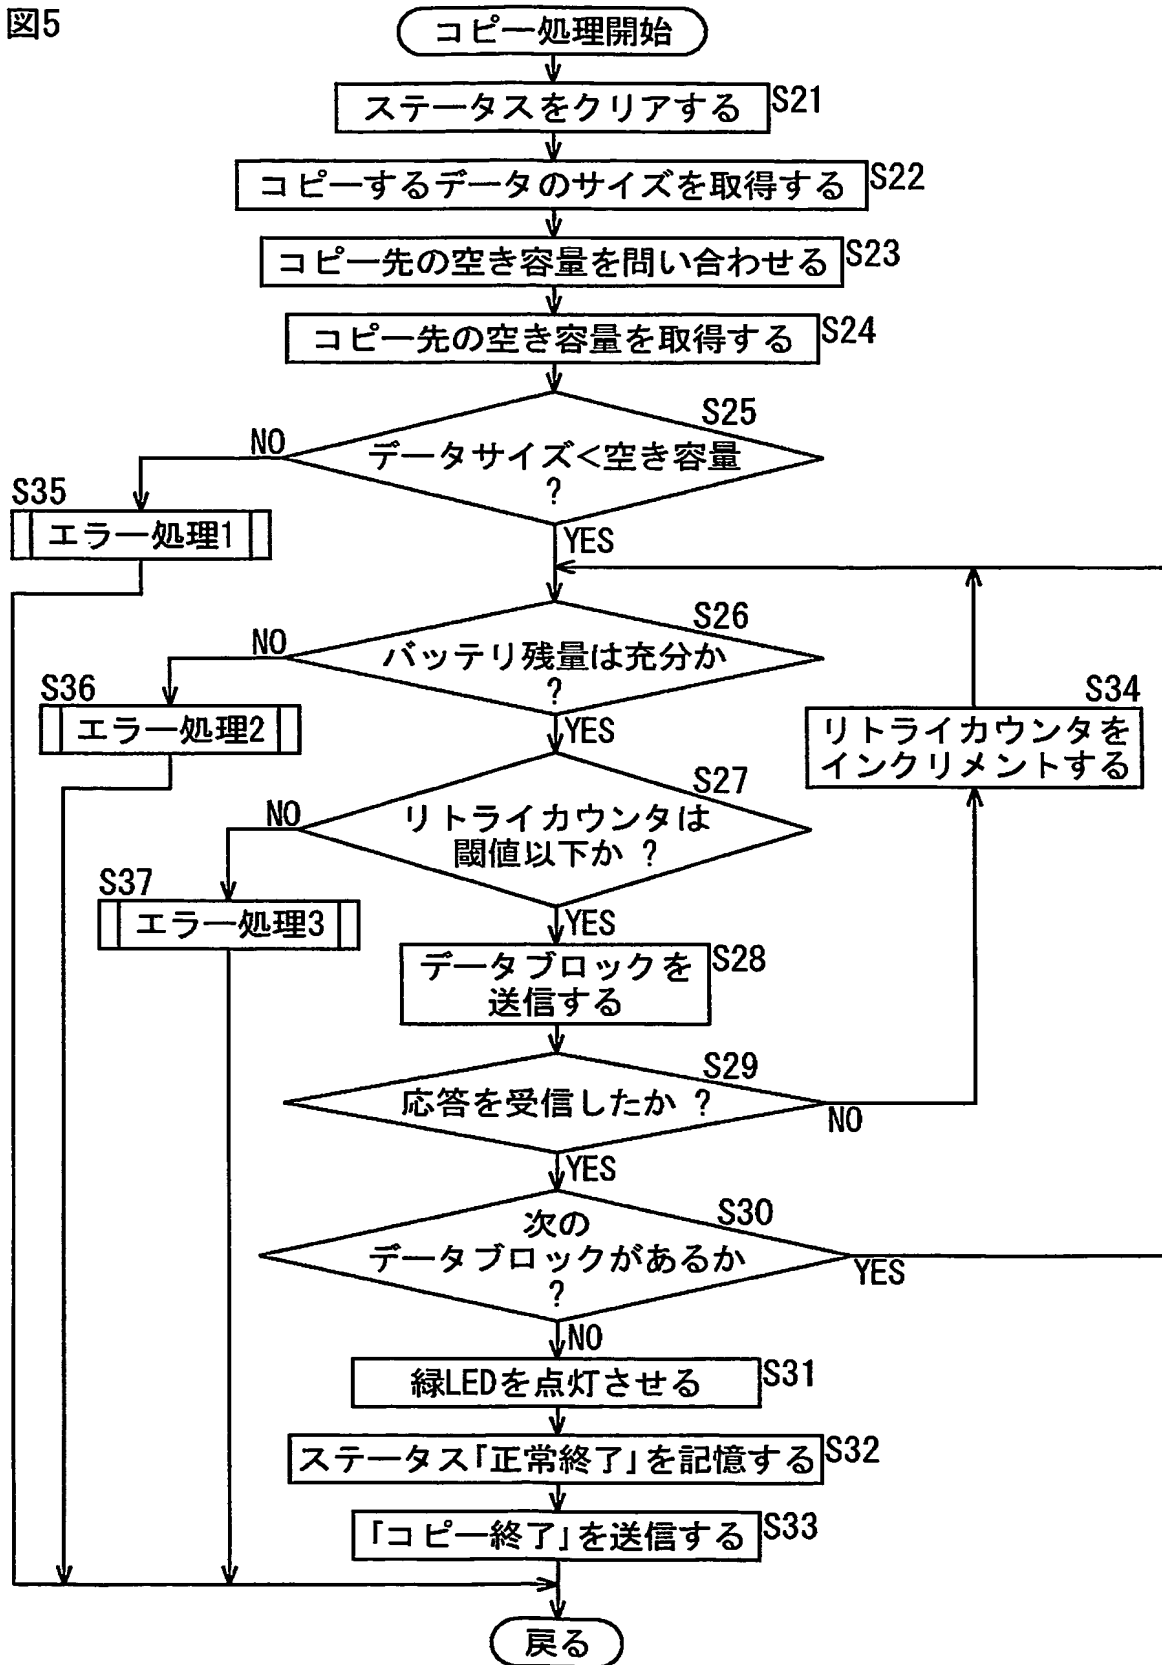 図5
コピー処理開始
ステータスをクリアする
S21
コピーするデータのサイズを取得する
S22
コピー先の空き容量を問い合わせる
S23
コピー先の空き容量を取得する
S24
S25
データサイズ<空き容量
?
NO
YES
S35
エラー処理1
S26
バッテリ残量は充分か
?
NO
YES
S36
エラー処理2
S34
リトライカウンタを
インクリメントする
S27
リトライカウンタは
閾値以下か ?
NO
YES
S37
エラー処理3
データブロックを
送信する
S28
S29
応答を受信したか ?
NO
YES
S30
次の
データブロックがあるか
?
YES
NO
緑LEDを点灯させる
S31
ステータス「正常終了」を記憶する
S32
「コピー終了」を送信する
S33
戻る